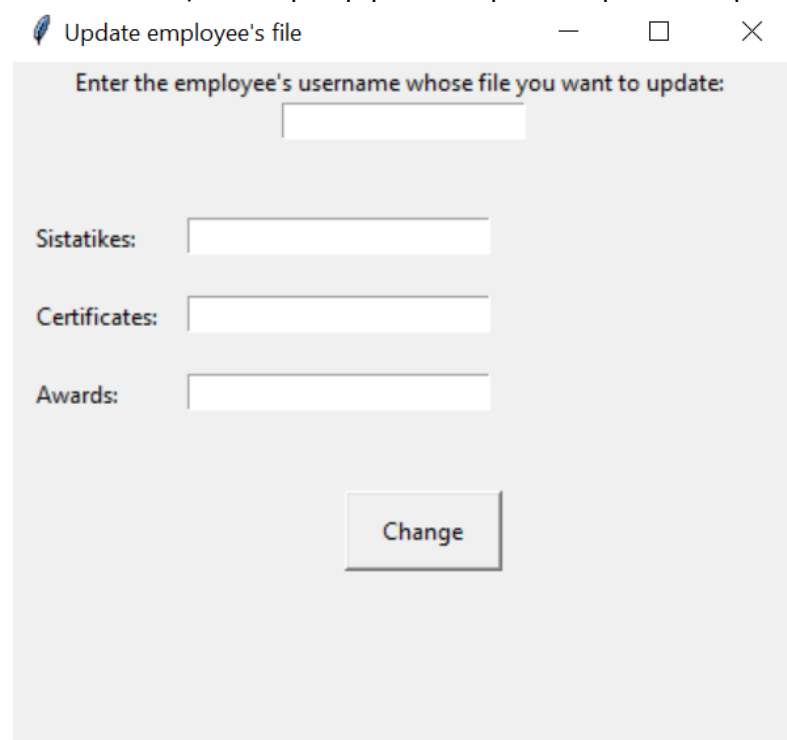 Update employee's file
Enter the employee's username whose file you want to update:
Sistatikes:
Certificates:
Awards:
Change